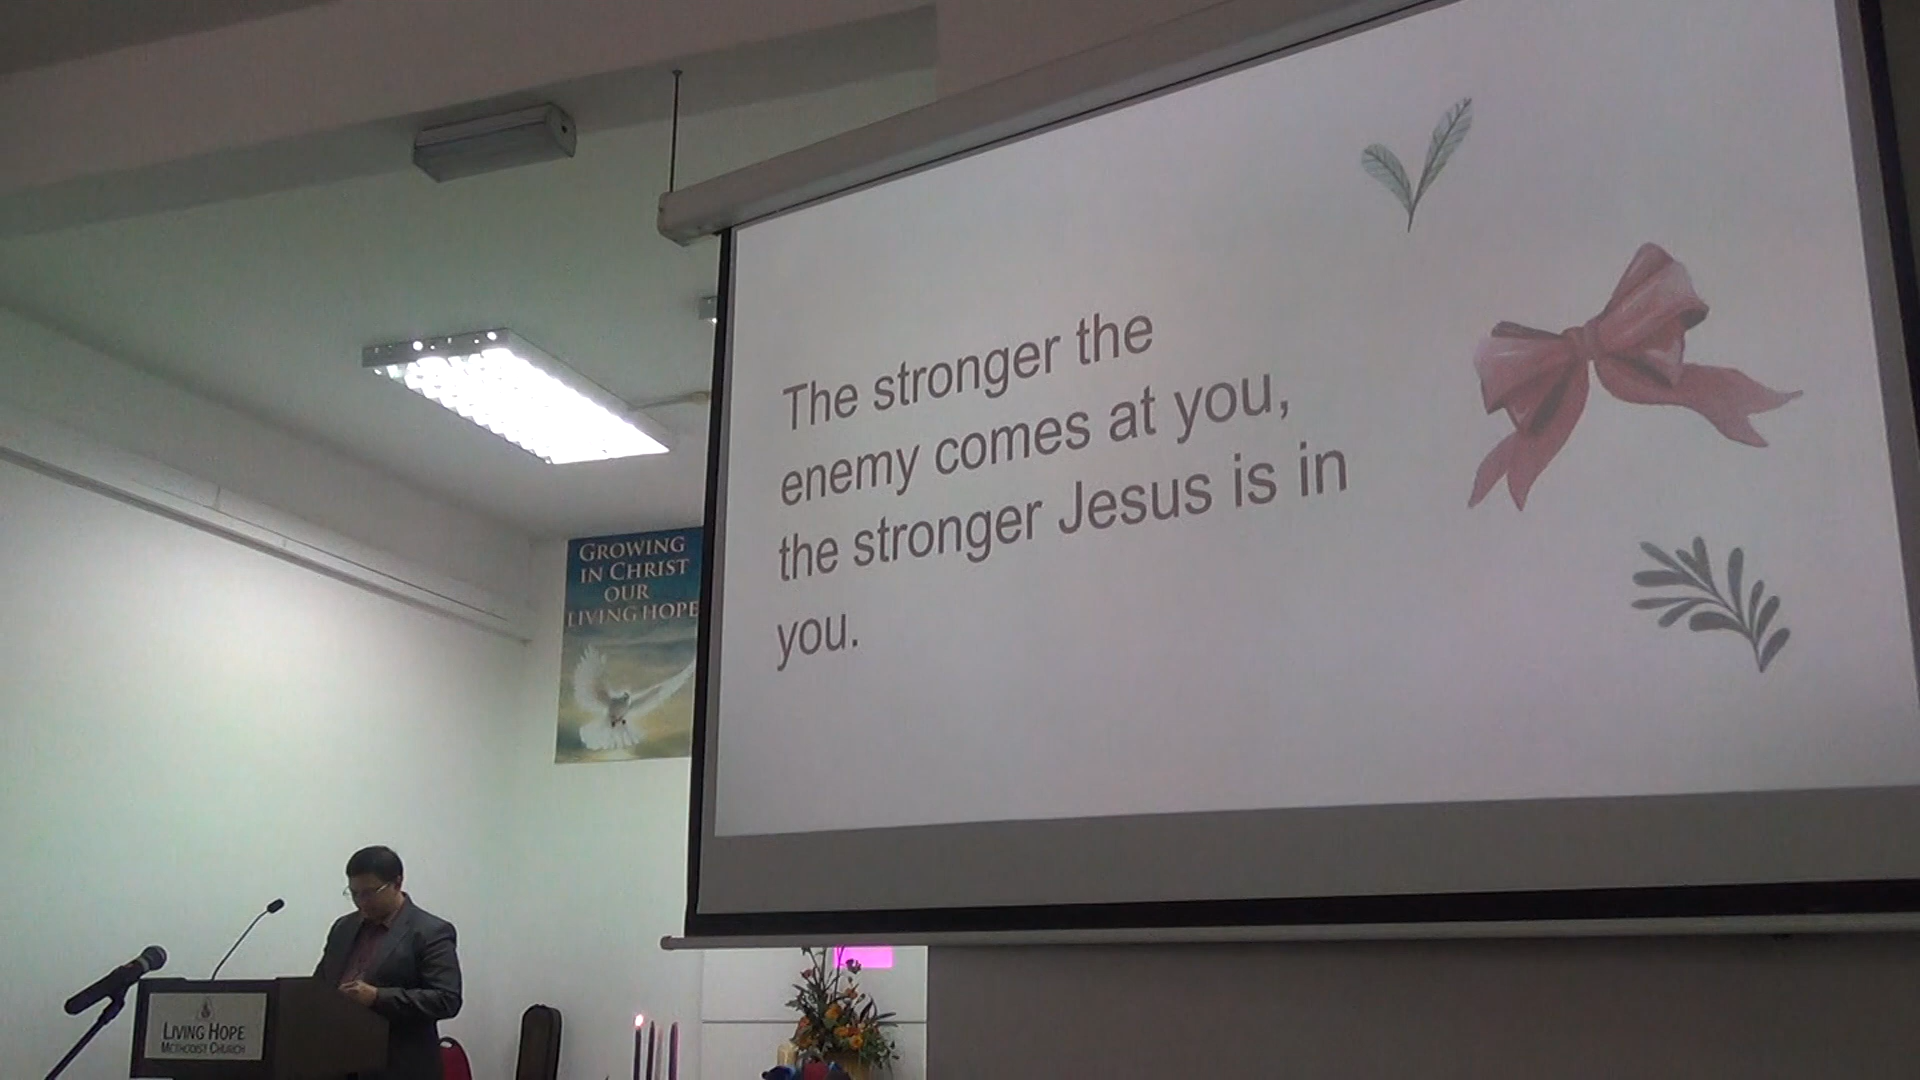 The stronger the
enemy comes at you,
the stronger Jesus is in
you.
GROWING
IN CHRIST
OUR
LIVING HOPE
LIVING HOPE
METHODIST CHURCH